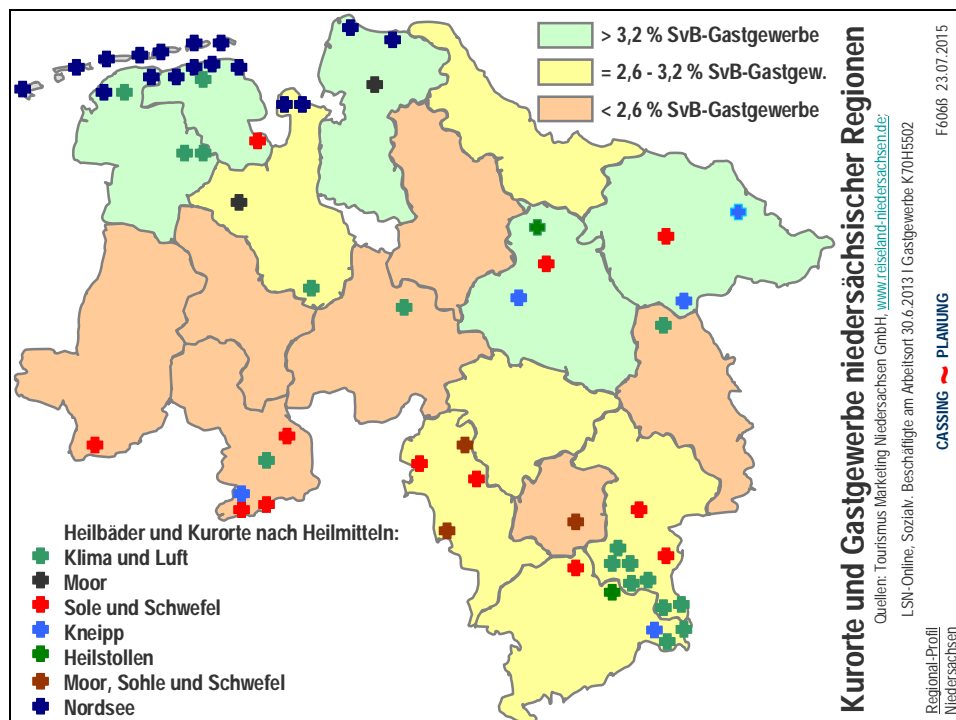 > 3,2 % SvB-Gastgewerbe
= 2,6 - 3,2 % SvB-Gastgew.
< 2,6 % SvB-Gastgewerbe
Heilbäder und Kurorte nach Heilmitteln:
Klima und Luft
Moor
Sole und Schwefel
Kneipp
Heilstollen
Moor, Sohle und Schwefel
Nordsee
Kurorte und Gastgewerbe niedersächsischer Regionen
Quellen: Tourismus Marketing Niedersachsen GmbH, www.reiseland-niedersachsen.de;
LSN-Online, Sozialv. Beschäftigte am Arbeitsort 30.6.2013 I Gastgewerbe K70H5502
Regional-Profil
Niedersachsen
CASSING ~ PLANUNG
F606ß 23.07.2015